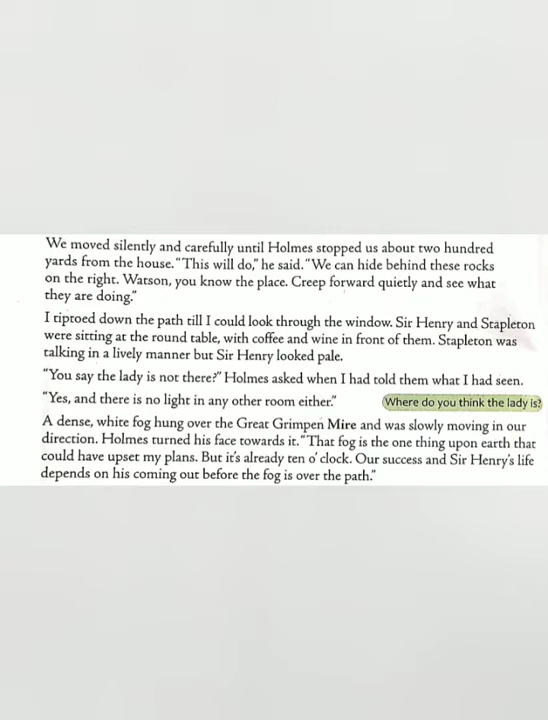 We moved silently and carefully until Holmes stopped us about two hundred
yards from the house. "This will do," he said. "We can hide behind these rocks
on the right. Watson, you know the place. Creep forward quietly and see what
they are doing."
I tiptoed down the path till I could look through the window. Sir Henry and Stapleton
were sitting at the round table, with coffee and wine in front of them. Stapleton was
talking in a lively manner but Sir Henry looked pale.
"You say the lady is not there?" Holmes asked when I had told them what I had seen.
"Yes, and there is no light in any other room either."
Where do you think the lady is?
A dense, white fog hung over the Great Grimpen Mire and was slowly moving in our
direction. Holmes turned his face towards it. "That fog is the one thing upon earth that
could have upset my plans. But it's already ten o' clock. Our success and Sir Henry's life
depends on his coming out before the fog is over the path."